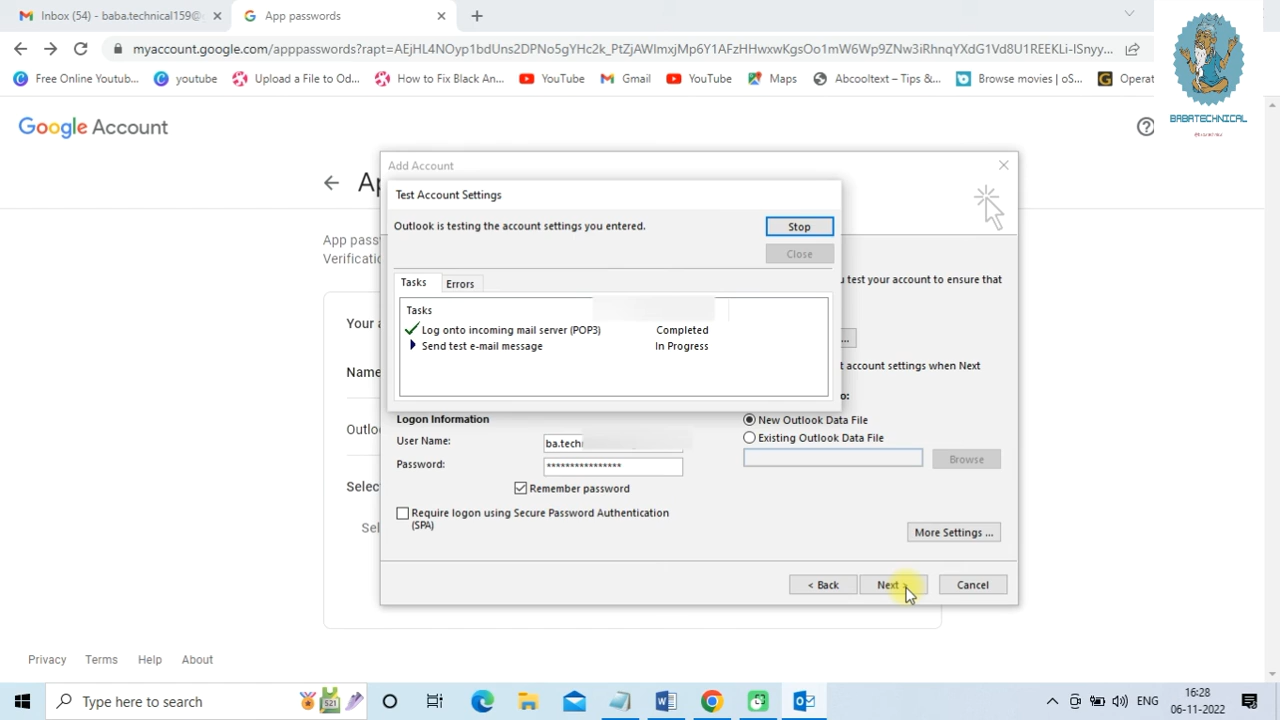 Inbox (54) - baba.technical159@
App passwords
myaccount.google.com/apppasswords?rapt=AEjHL4NOyp1bdUns2DPNo5gYHc2k_PtZjAWlmxjMp6Y1AFzHHwxwKgsOo1mW6Wp9ZNw3iRhnqYXdG1Vd8U1REEKLi-ISnyy...
Free Online Youtub...
youtube
Upload a File to Od...
How to Fix Black An...
YouTube
Gmail
YouTube
Maps
Abcooltext – Tips &...
Browse movies | oS...
Operat
BABATECHNICAL
Google Account
Add Account
Test Account Settings
Outlook is testing the account settings you entered.
Stop
Close
App pass
Verificati
u test your account to ensure that
Tasks
Errors
Tasks
Log onto incoming mail server (POP3) Completed
Send test e-mail message In Progress
Your a
...
t account settings when Next
Name
o:
Logon Information
New Outlook Data File
Outlo
User Name: ba.techi
Existing Outlook Data File
Password: ****************
Browse
Selec
Remember password
Require logon using Secure Password Authentication
(SPA)
Sel
More Settings ...
< Back
Next >
Cancel
Privacy
Terms
Help
About
Type here to search
521
ENG
16:28
06-11-2022